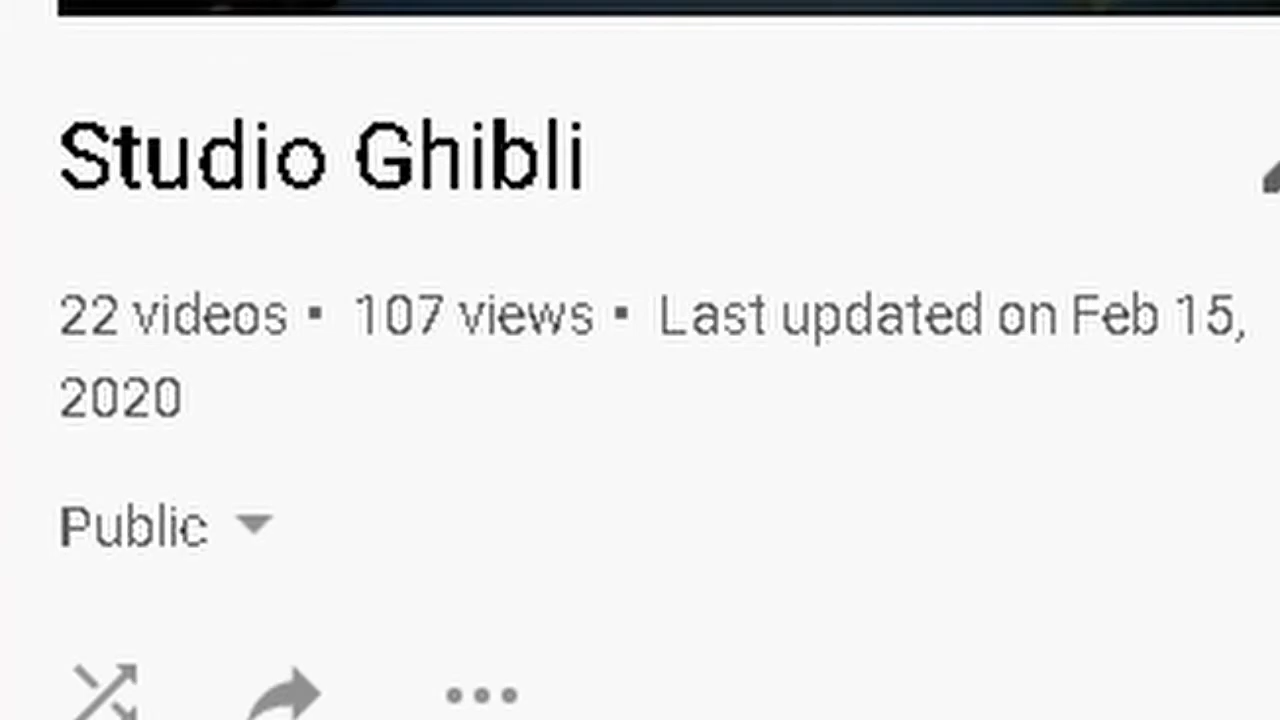 Studio Ghibli
22 videos • 107 views • Last updated on Feb 15,
2020
Public